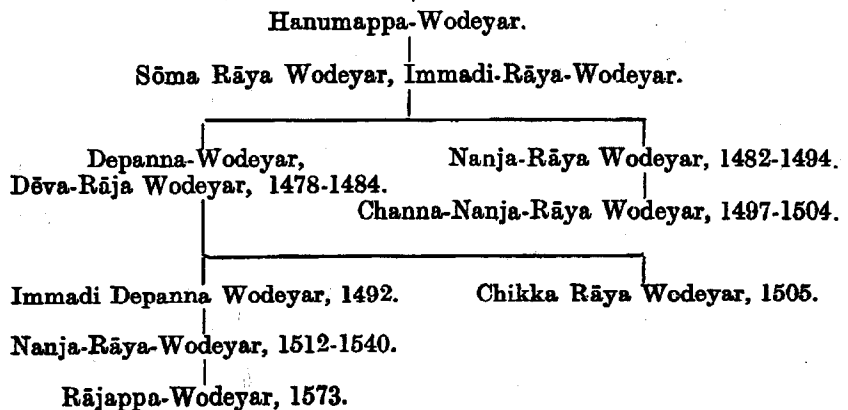 Hanumappa-Wodeyar.
Sōma Rāya Wodeyar, Immadi-Rāya-Wodeyar.
Depanna-Wodeyar,
Nanja-Rāya Wodeyar, 1482-1494.
Dēva-Rāja Wodeyar, 1478-1484.
Channa-Nanja-Rāya Wodeyar, 1497-1504.
Immadi Depanna Wodeyar, 1492.
Chikka Rāya Wodeyar, 1505.
Nanja-Rāya-Wodeyar, 1512-1540.
Rājappa-Wodeyar, 1573.